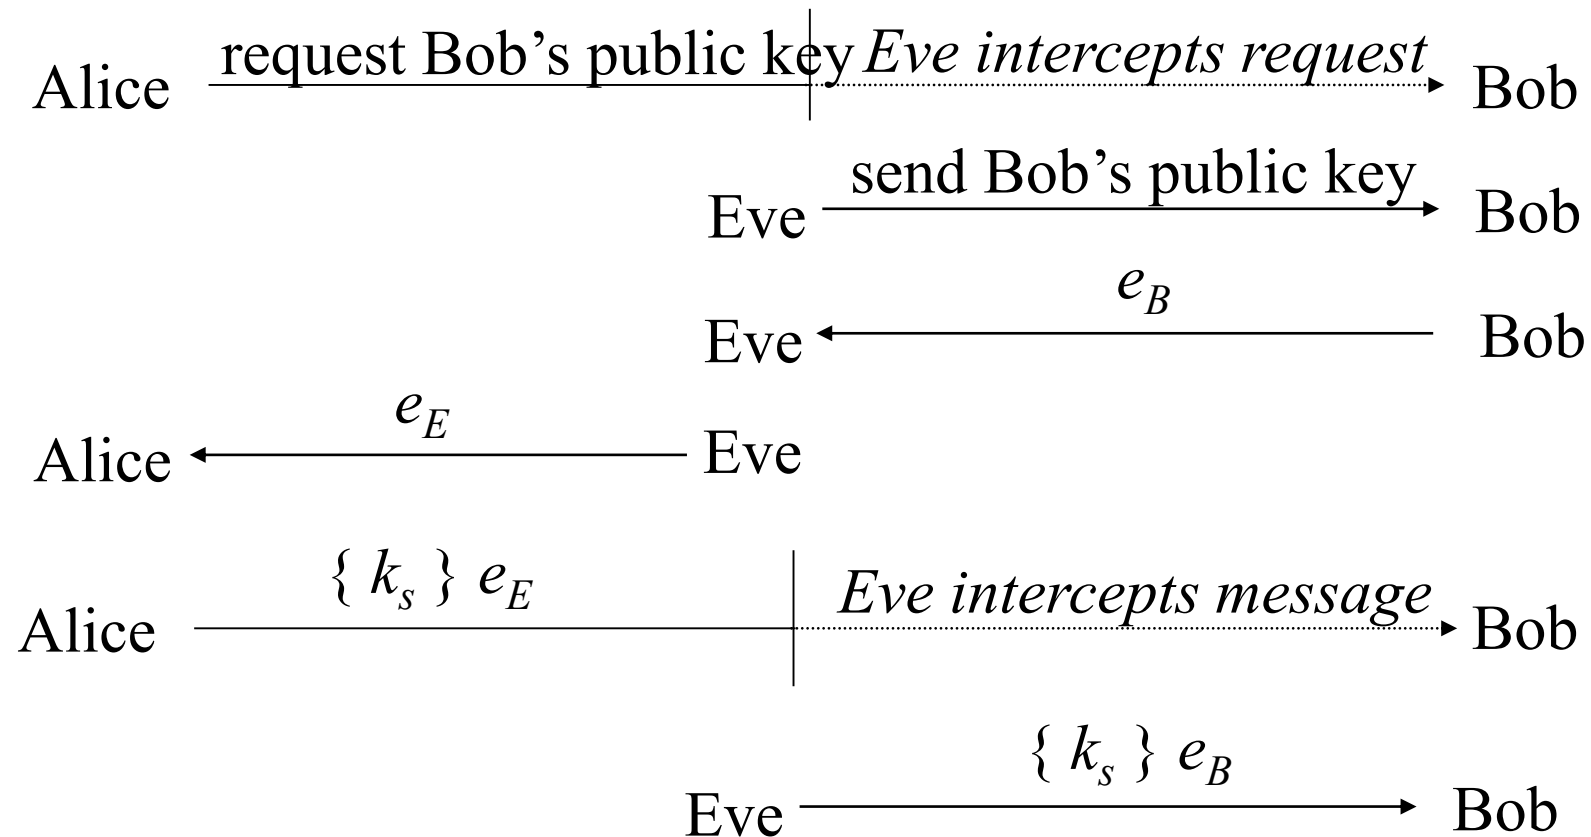 Alice request Bob’s public key Eve intercepts request Bob
Eve send Bob’s public key Bob
Eve e_B Bob
Alice e_E Eve
Alice { k_s } e_E Eve intercepts message Bob
Eve { k_s } e_B Bob